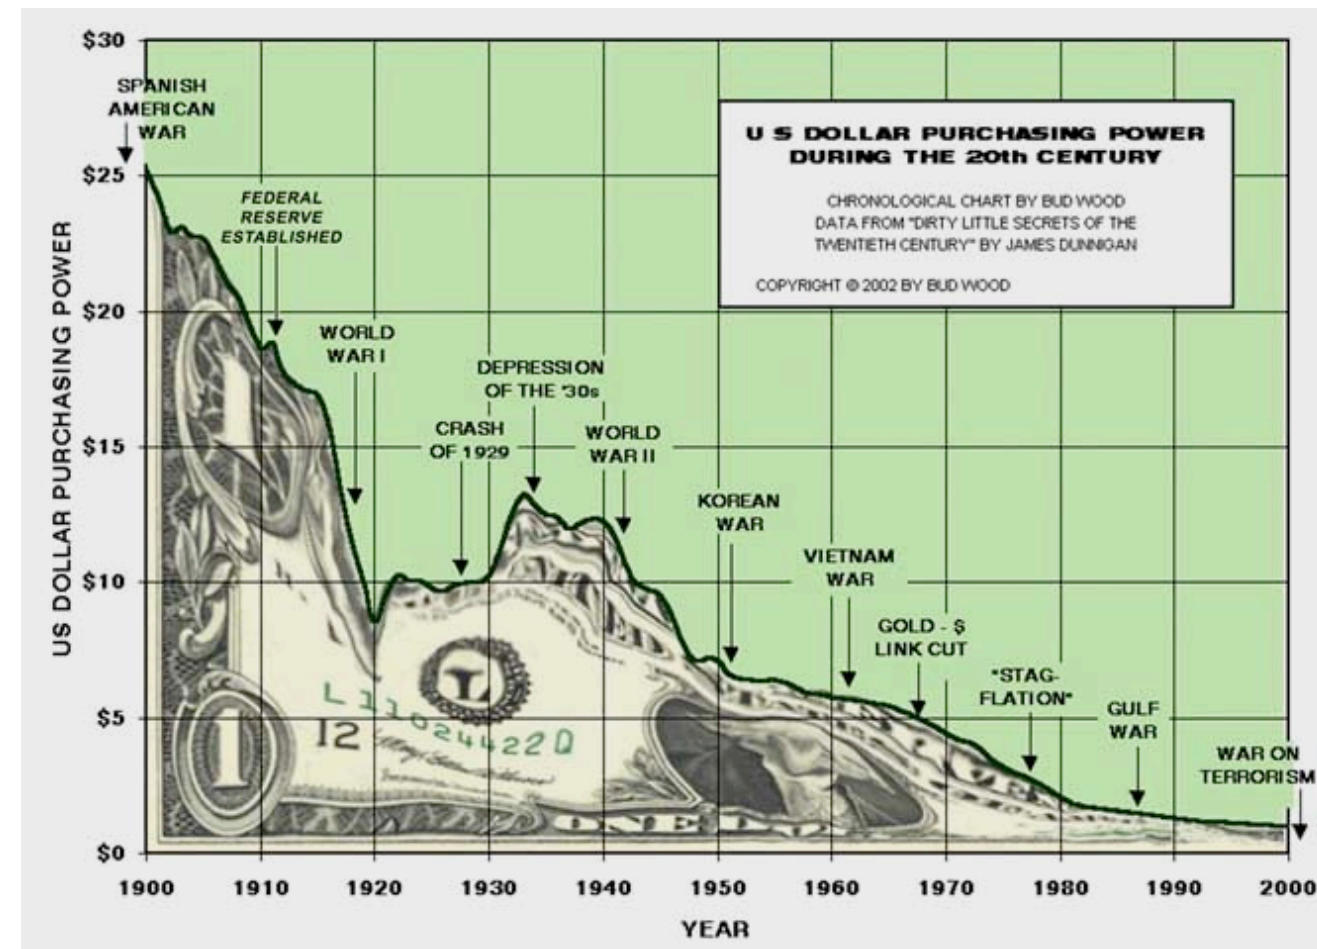 $30
$25
$20
$15
$10
$5
$0
US DOLLAR PURCHASING POWER
SPANISH
AMERICAN
WAR
FEDERAL
RESERVE
ESTABLISHED
WORLD
WAR I
CRASH
OF 1929
DEPRESSION
OF THE '30s
WORLD
WAR II
KOREAN
WAR
VIETNAM
WAR
GOLD - $
LINK CUT
"STAG-
FLATION"
GULF
WAR
WAR ON
TERRORISM
U S DOLLAR PURCHASING POWER
DURING THE 20th CENTURY
CHRONOLOGICAL CHART BY BUD WOOD
DATA FROM "DIRTY LITTLE SECRETS OF THE
TWENTIETH CENTURY" BY JAMES DUNNIGAN
COPYRIGHT © 2002 BY BUD WOOD
1
L
L11024422Q
12
1
1900 1910 1920 1930 1940 1950 1960 1970 1980 1990 2000
YEAR